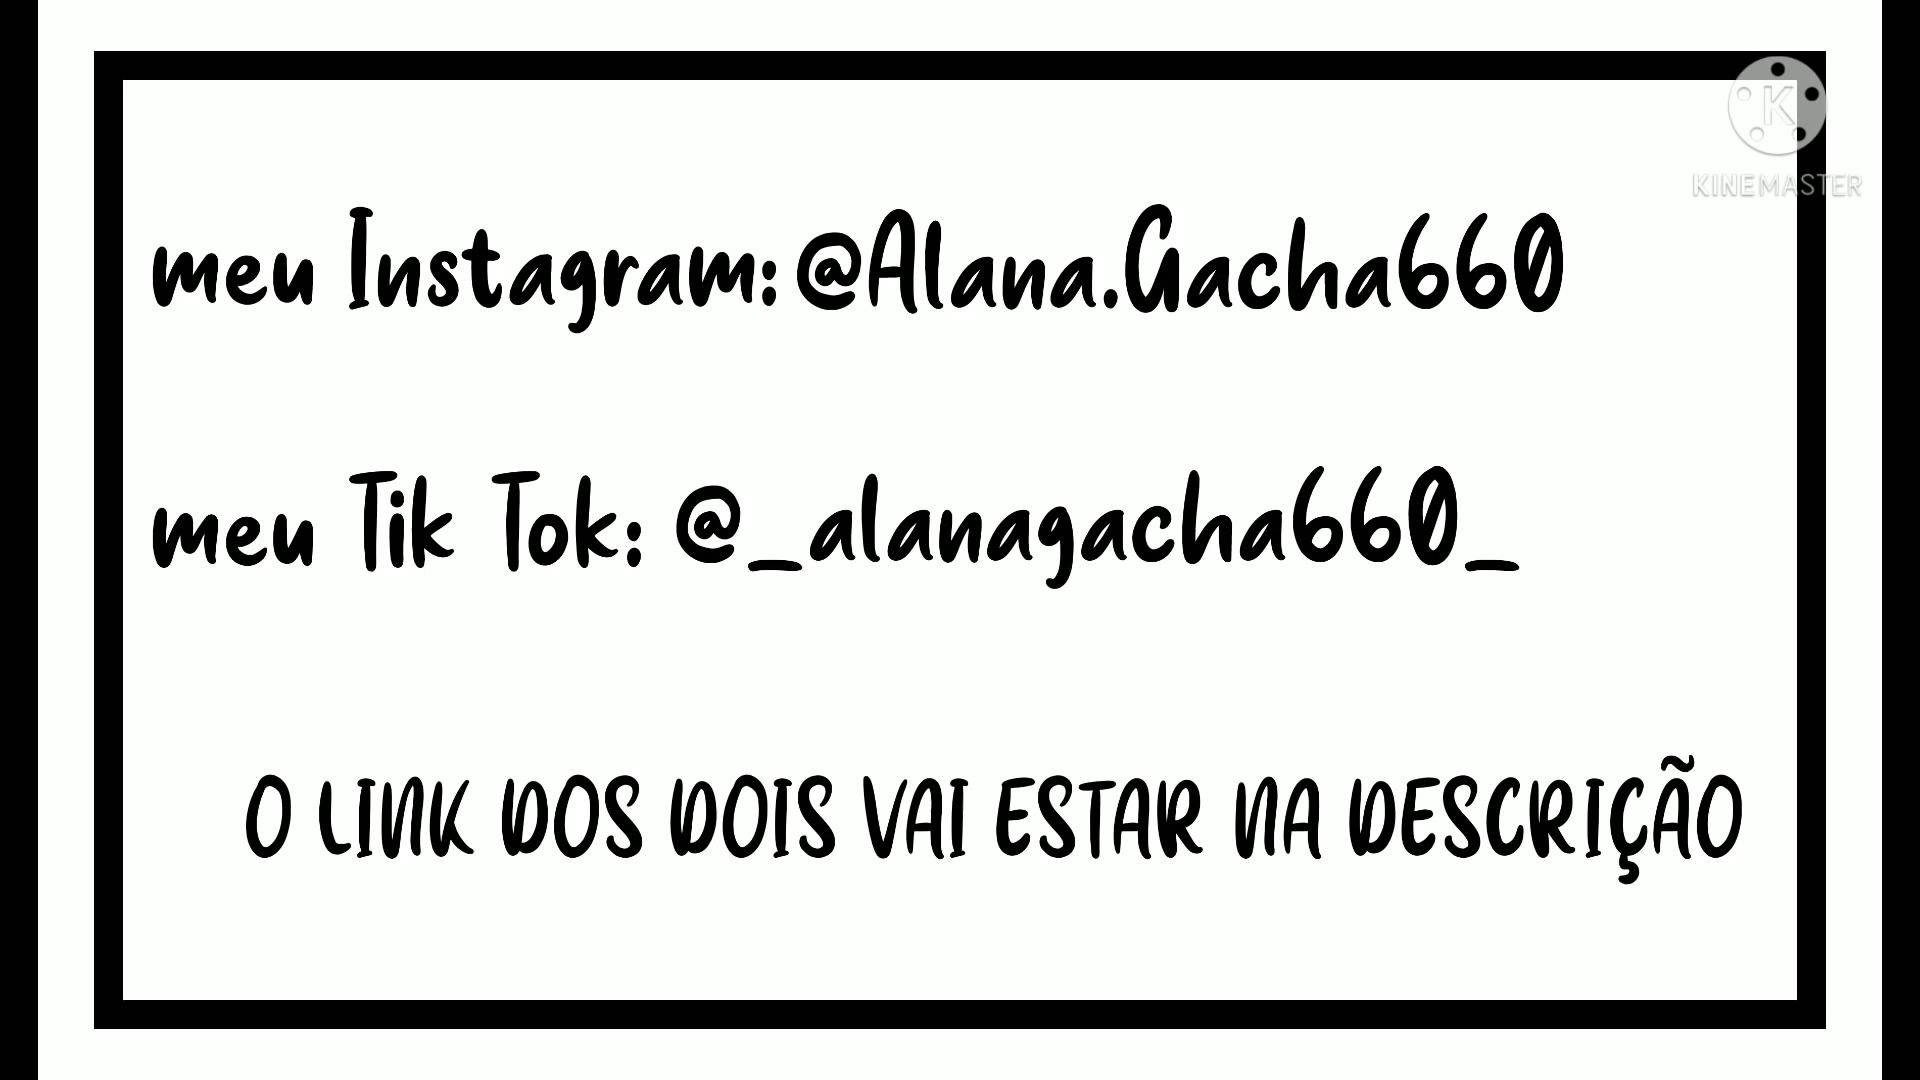 K
KINEMASTER
meu Instagram: @Alana.Gacha660
meu Tik Tok: @_alanagacha660_
O LINK DOS DOIS VAI ESTAR NA DESCRIÇÃO